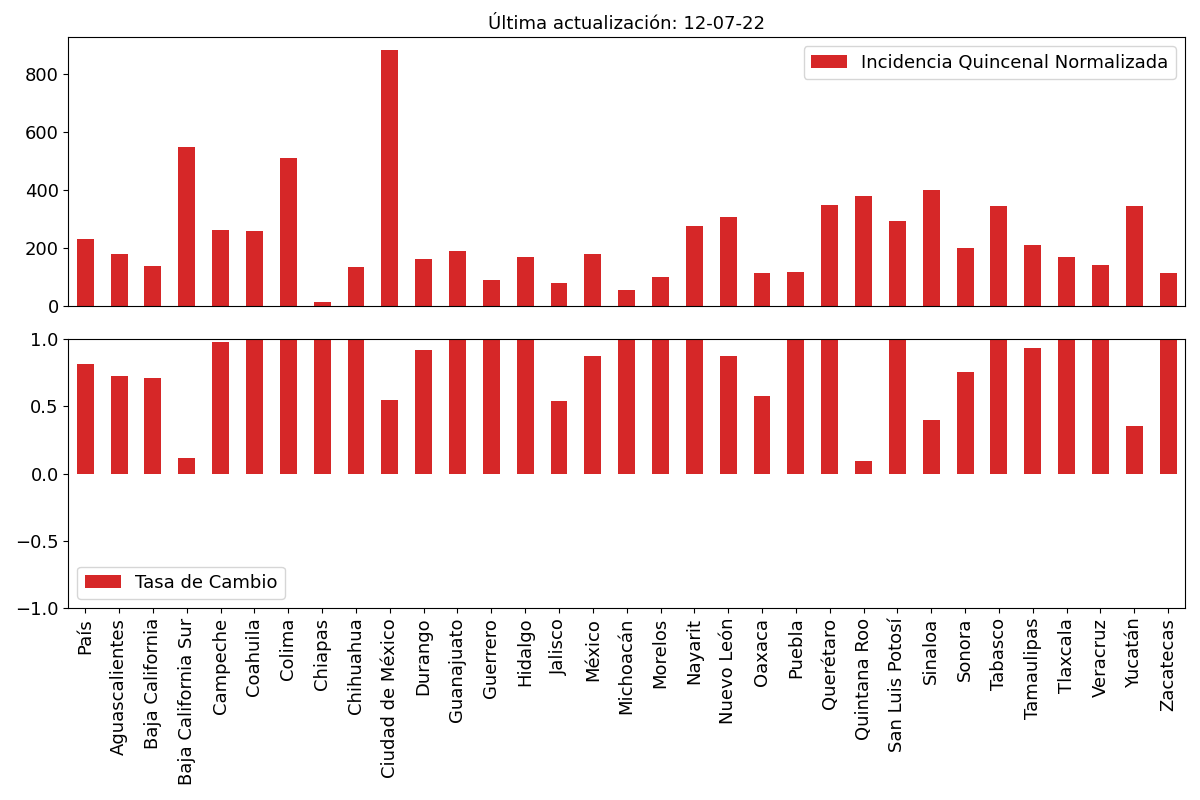 Última actualización: 12-07-22
Incidencia Quincenal Normalizada
800
600
400
200
0
1.0
0.5
0.0
−0.5
−1.0
Tasa de Cambio
País
Aguascalientes
Baja California
Baja California Sur
Campeche
Coahuila
Colima
Chiapas
Chihuahua
Ciudad de México
Durango
Guanajuato
Guerrero
Hidalgo
Jalisco
México
Michoacán
Morelos
Nayarit
Nuevo León
Oaxaca
Puebla
Querétaro
Quintana Roo
San Luis Potosí
Sinaloa
Sonora
Tabasco
Tamaulipas
Tlaxcala
Veracruz
Yucatán
Zacatecas